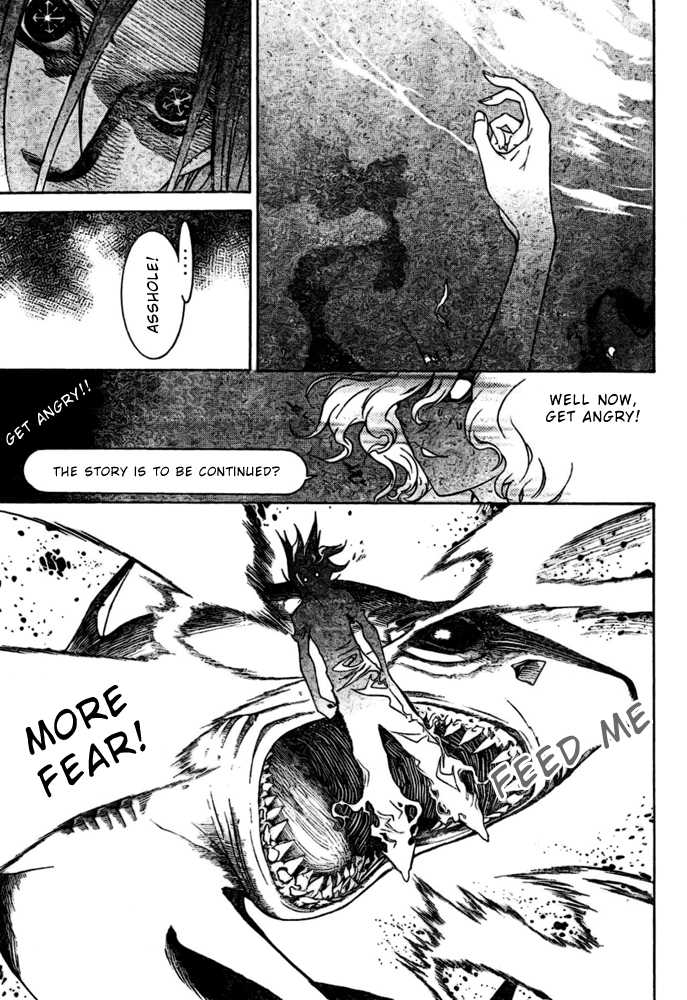 ....
ASSHOLE!
WELL NOW,
GET ANGRY!
GET ANGRY!!
THE STORY IS TO BE CONTINUED?
MORE
FEAR!
FEED ME